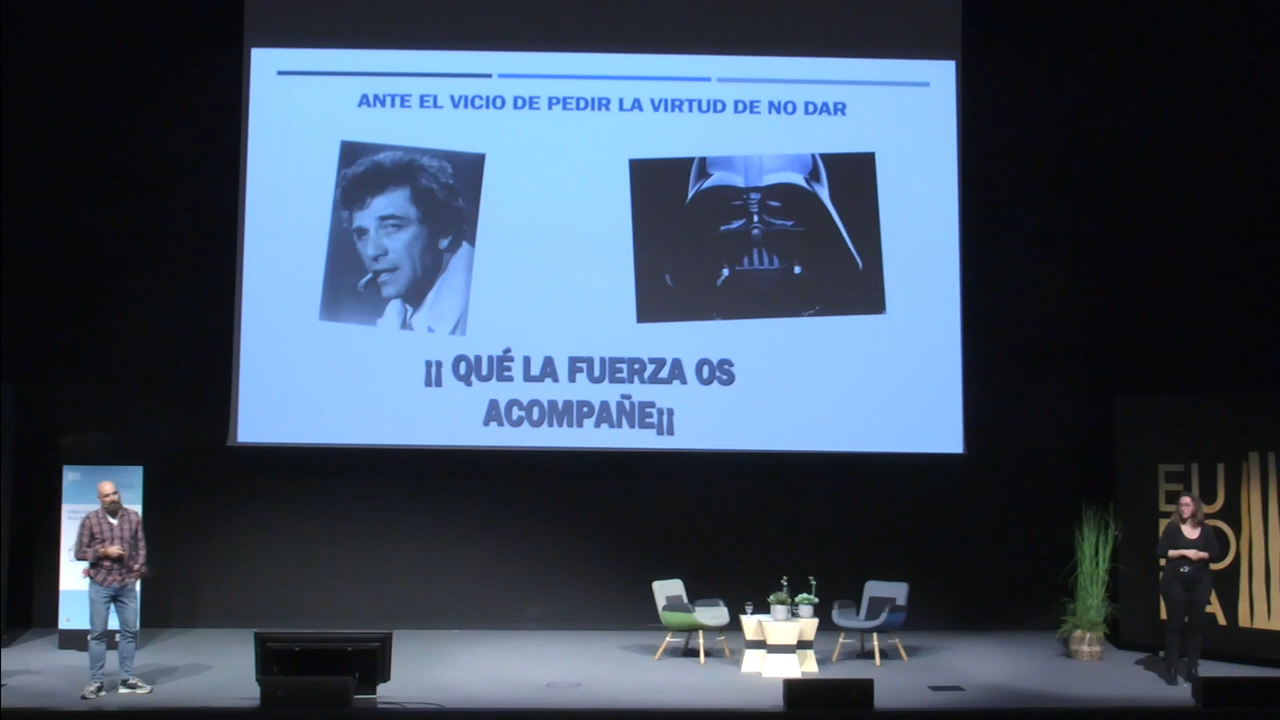 ANTE EL VICIO DE PEDIR LA VIRTUD DE NO DAR
¡¡ QUÉ LA FUERZA OS
ACOMPAÑE¡¡
EU